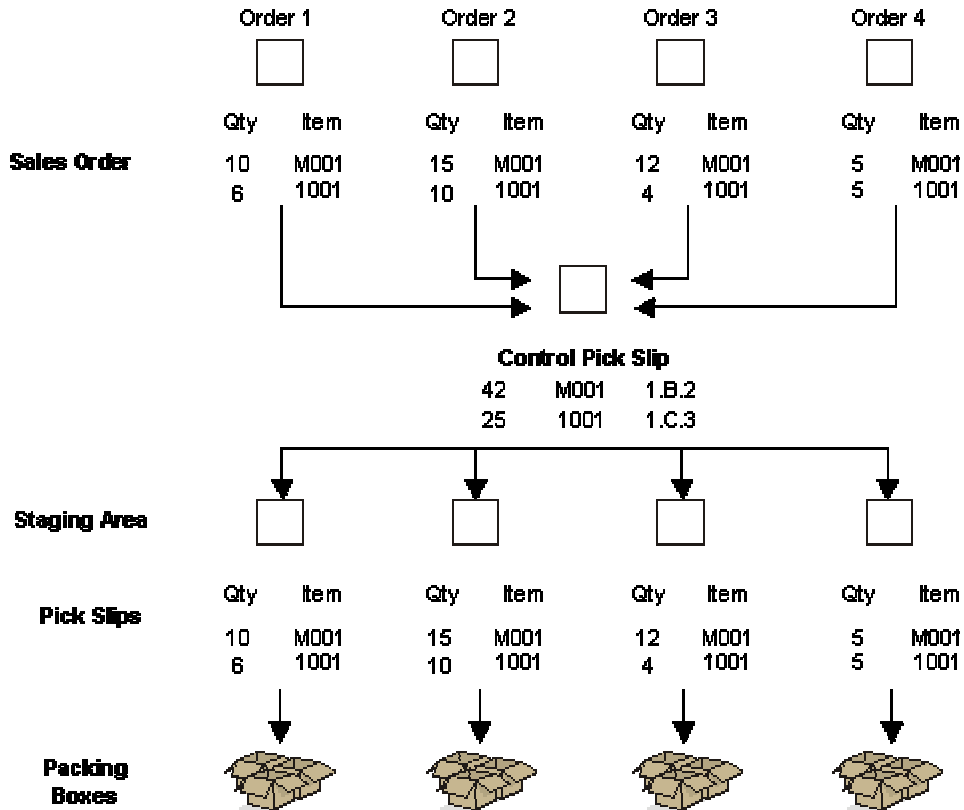 Order 1 Order 2 Order 3 Order 4
Qty Item Qty Item Qty Item Qty Item
Sales Order
10 M001 15 M001 12 M001 5 M001
6 1001 10 1001 4 1001 5 1001
Control Pick Slip
42 M001 1.B.2
25 1001 1.C.3
Staging Area
Qty Item Qty Item Qty Item Qty Item
Pick Slips
10 M001 15 M001 12 M001 5 M001
6 1001 10 1001 4 1001 5 1001
Packing
Boxes